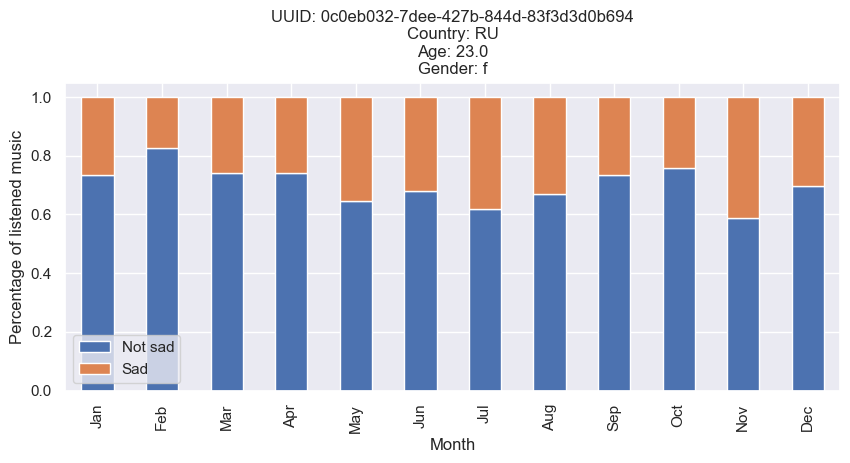 UUID: 0c0eb032-7dee-427b-844d-83f3d3d0b694
Country: RU
Age: 23.0
Gender: f
Percentage of listened music
1.0
0.8
0.6
0.4
0.2
0.0
Not sad
Sad
Jan
Feb
Mar
Apr
May
Jun
Jul
Aug
Sep
Oct
Nov
Dec
Month